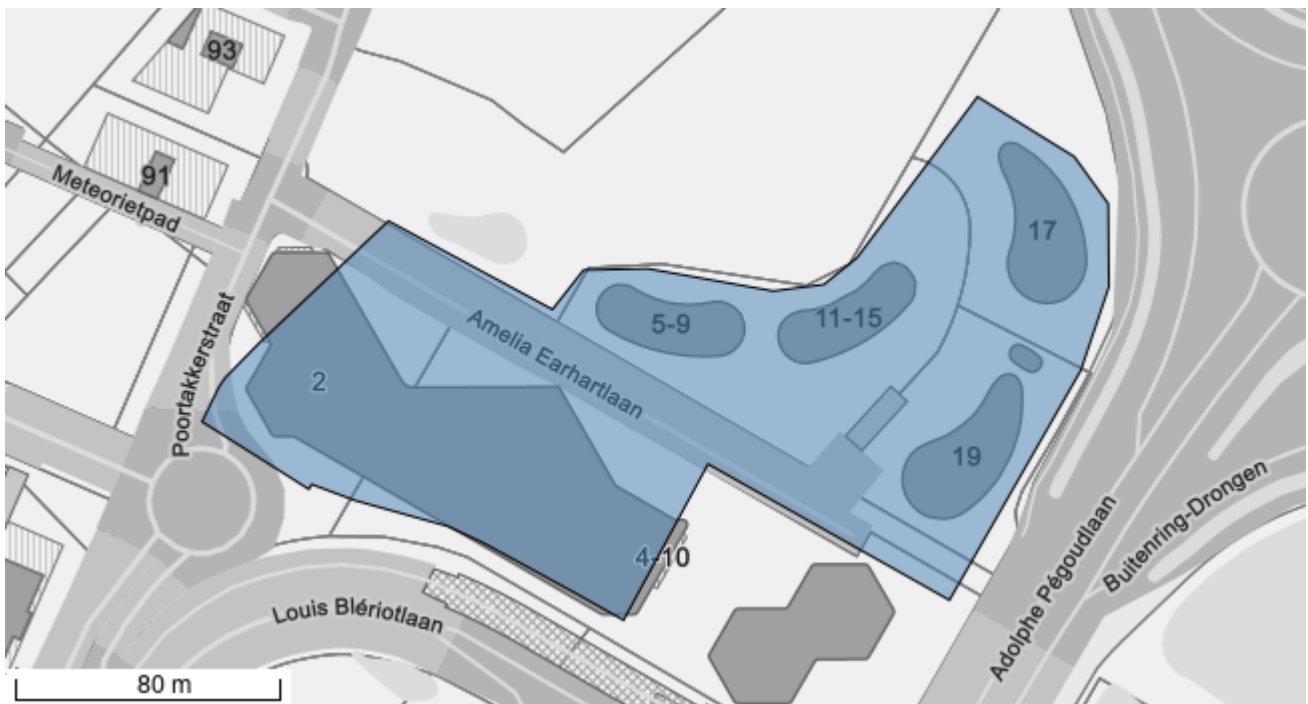 93
91
Meteorietpad
17
5-9
11-15
Amelia Earhartlaan
2
Poortakkerstraat
19
4-10
Buitenring-Drongen
Adolphe Pégoudlaan
Louis Blériotlaan
80 m